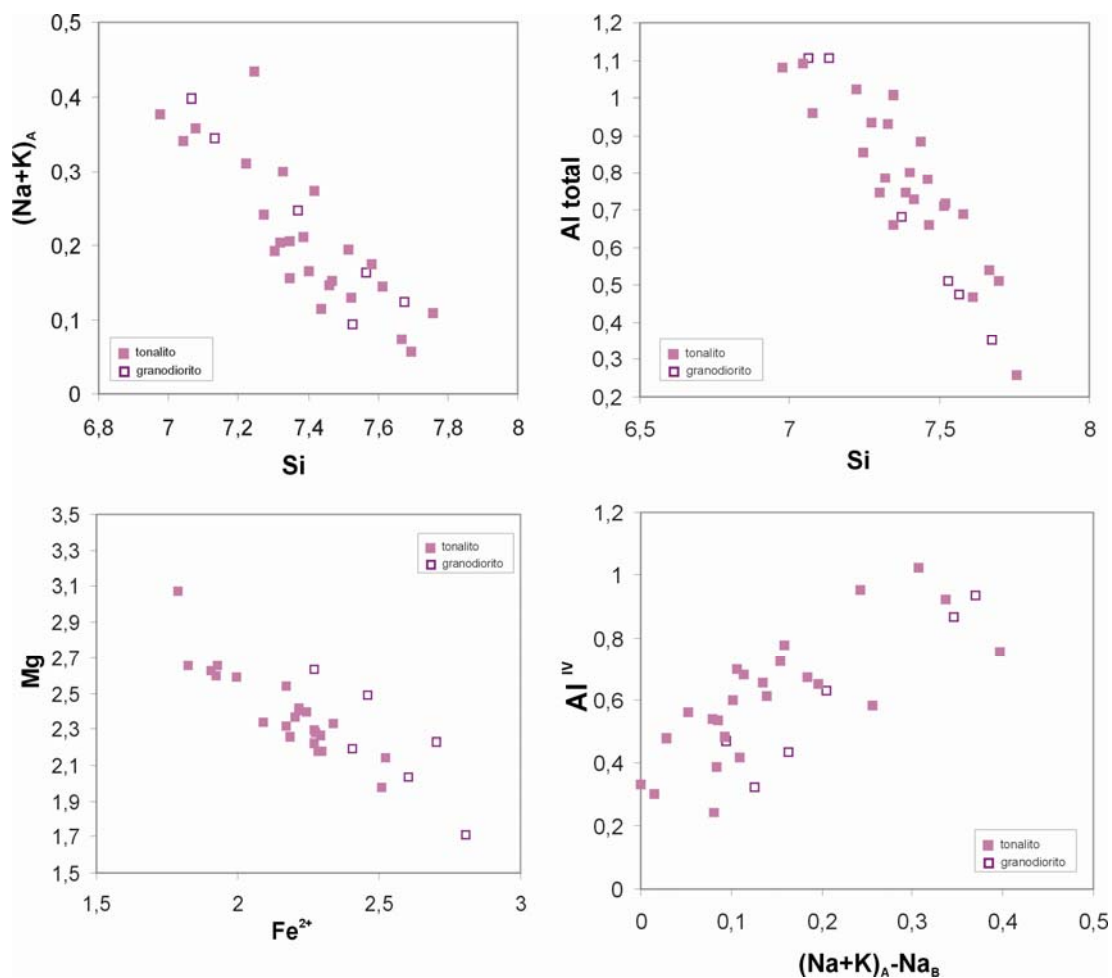 0,5
0,4
0,3
0,2
0,1
0
(Na+K)A
tonalito
granodiorito
6,8 7 7,2 7,4 7,6 7,8 8
Si
1,2
1,1
1
0,9
0,8
0,7
0,6
0,5
0,4
0,3
0,2
Al total
tonalito
granodiorito
6,5 7 7,5 8
Si
3,5
3,3
3,1
2,9
2,7
2,5
2,3
2,1
1,9
1,7
1,5
Mg
tonalito
granodiorito
1,5 2 2,5 3
Fe2+
1,2
1
0,8
0,6
0,4
0,2
0
Al IV
tonalito
granodiorito
0 0,1 0,2 0,3 0,4 0,5
(Na+K)A-NaB